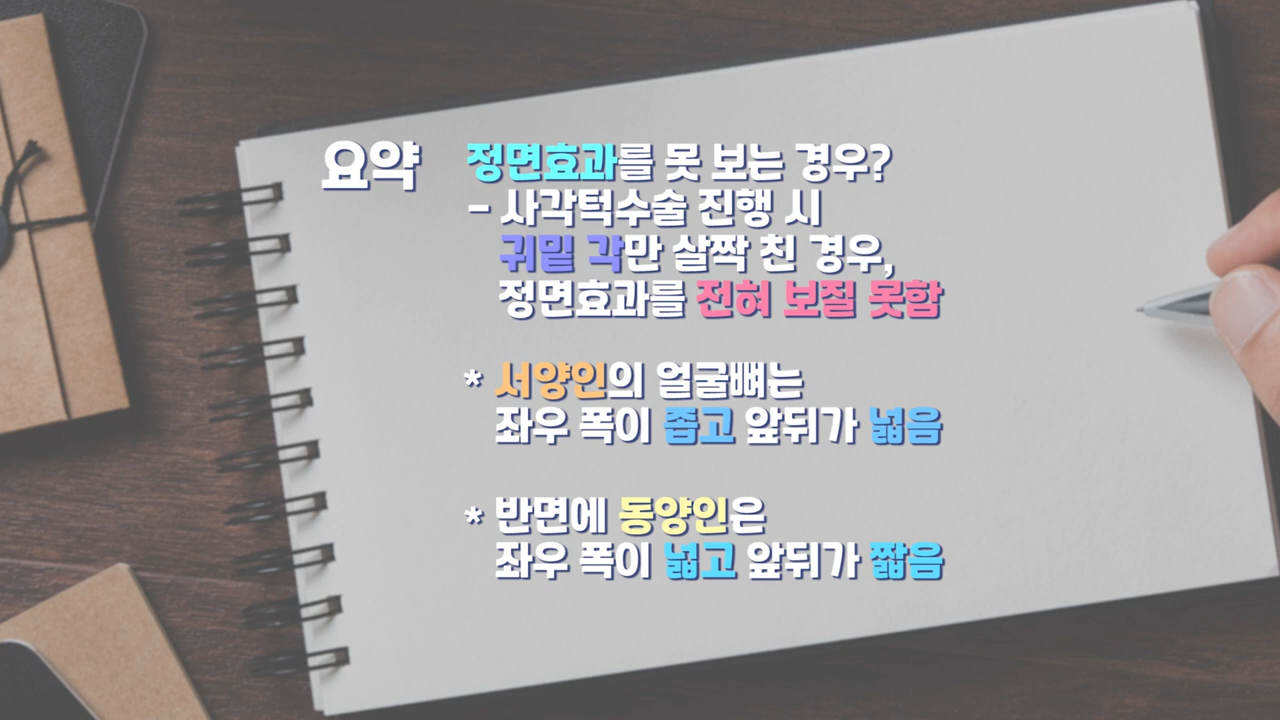 요약
정면효과를 못 보는 경우?
- 사각턱수술 진행 시
귀밑 각만 살짝 친 경우,
정면효과를 전혀 보질 못함
* 서양인의 얼굴뼈는
좌우 폭이 좁고 앞뒤가 넓음
* 반면에 동양인은
좌우 폭이 넓고 앞뒤가 짧음